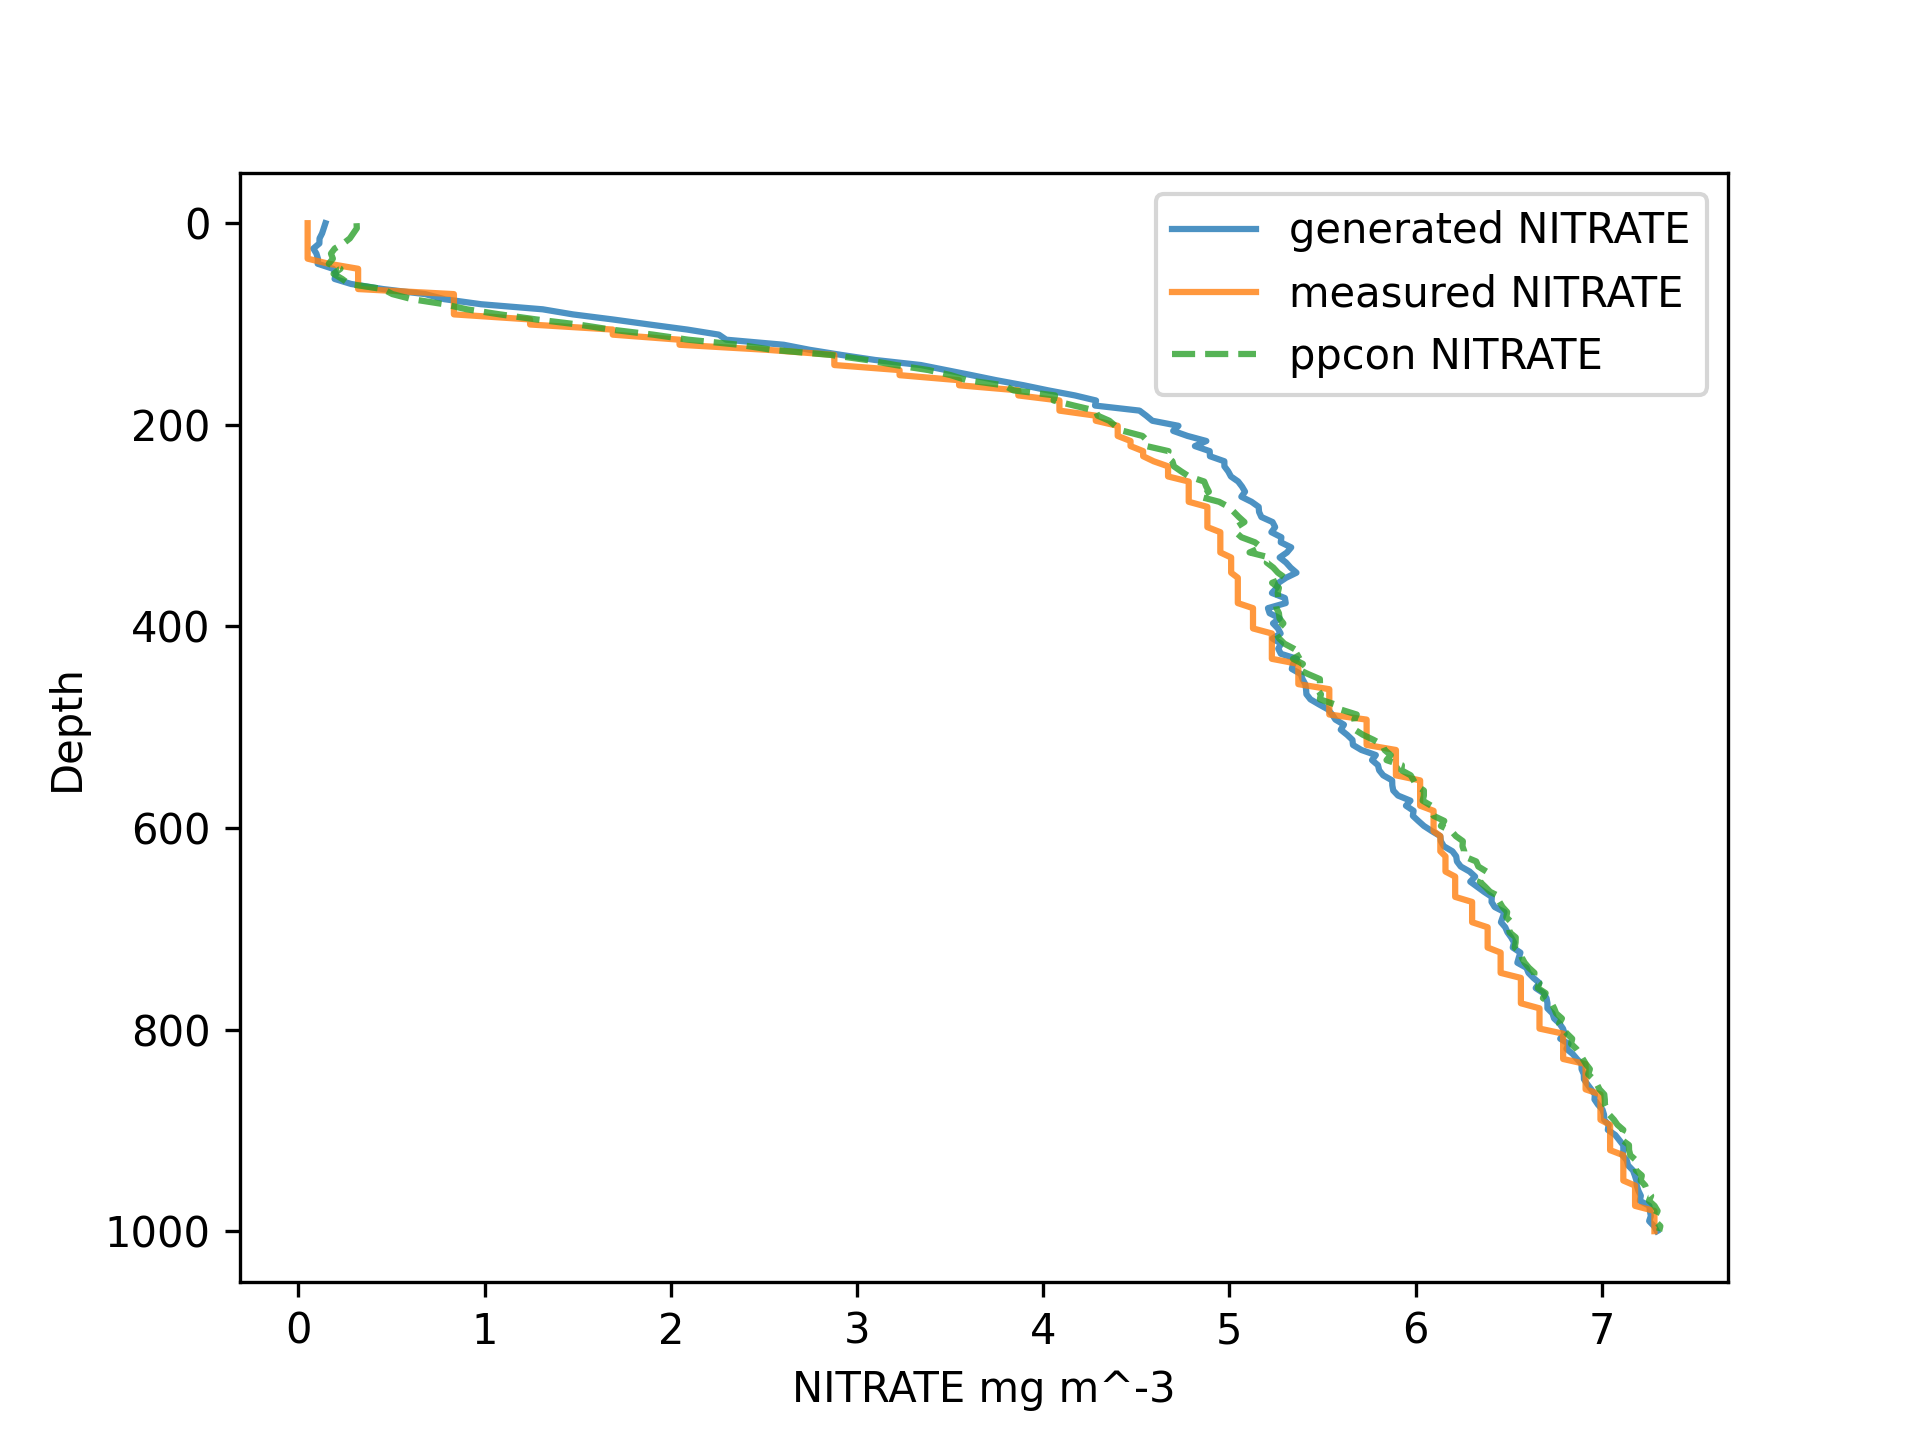 generated NITRATE
measured NITRATE
ppcon NITRATE
0
200
400
600
800
1000
Depth
0 1 2 3 4 5 6 7
NITRATE mg m^-3